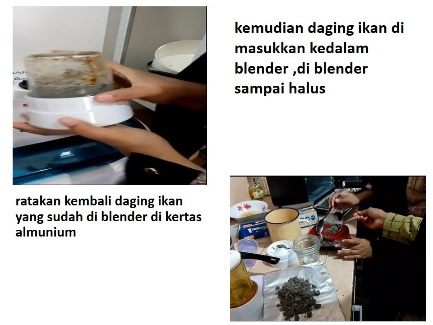 kemudian daging ikan di
masukkan kedalam
blender ,di blender
sampai halus
ratakan kembali daging ikan
yang sudah di blender di kertas
almunium